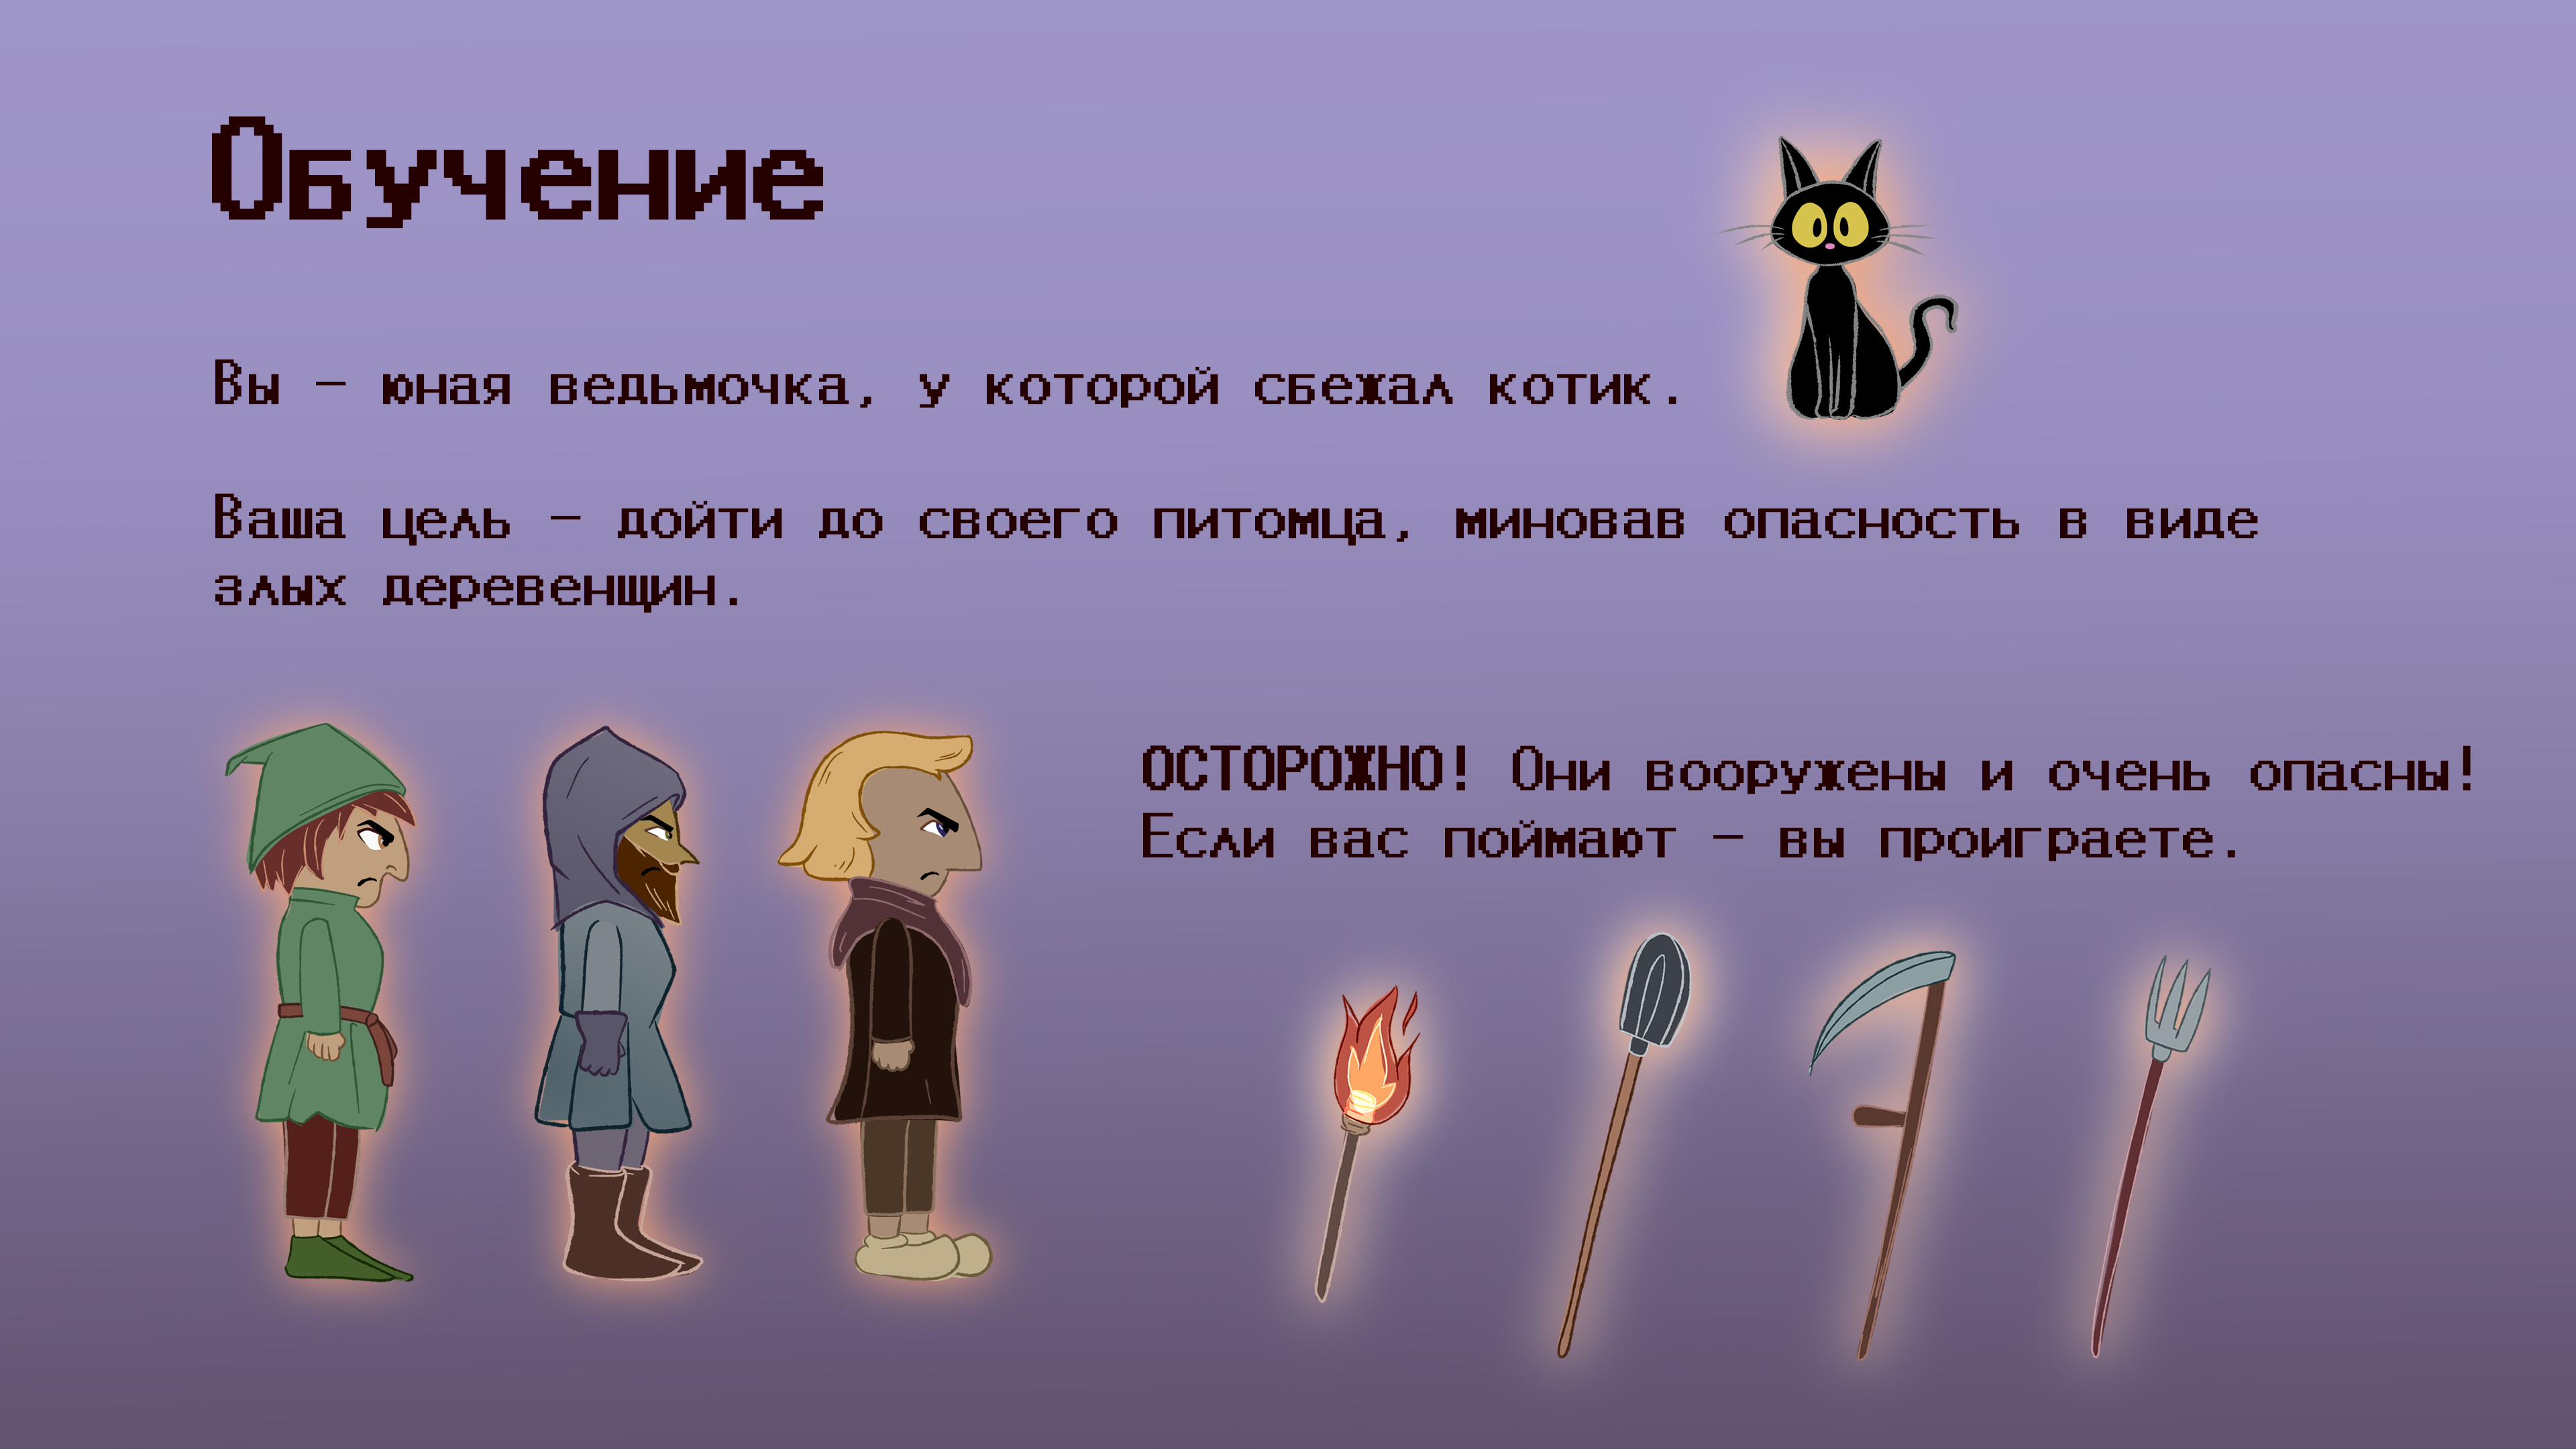 Обучение
Вы – юная ведьмочка, у которой сбежал котик.
Ваша цель – дойти до своего питомца, миновав опасность в виде
злых деревенщин.
ОСТОРОЖНО! Они вооружены и очень опасны!
Если вас поймают – вы проиграете.